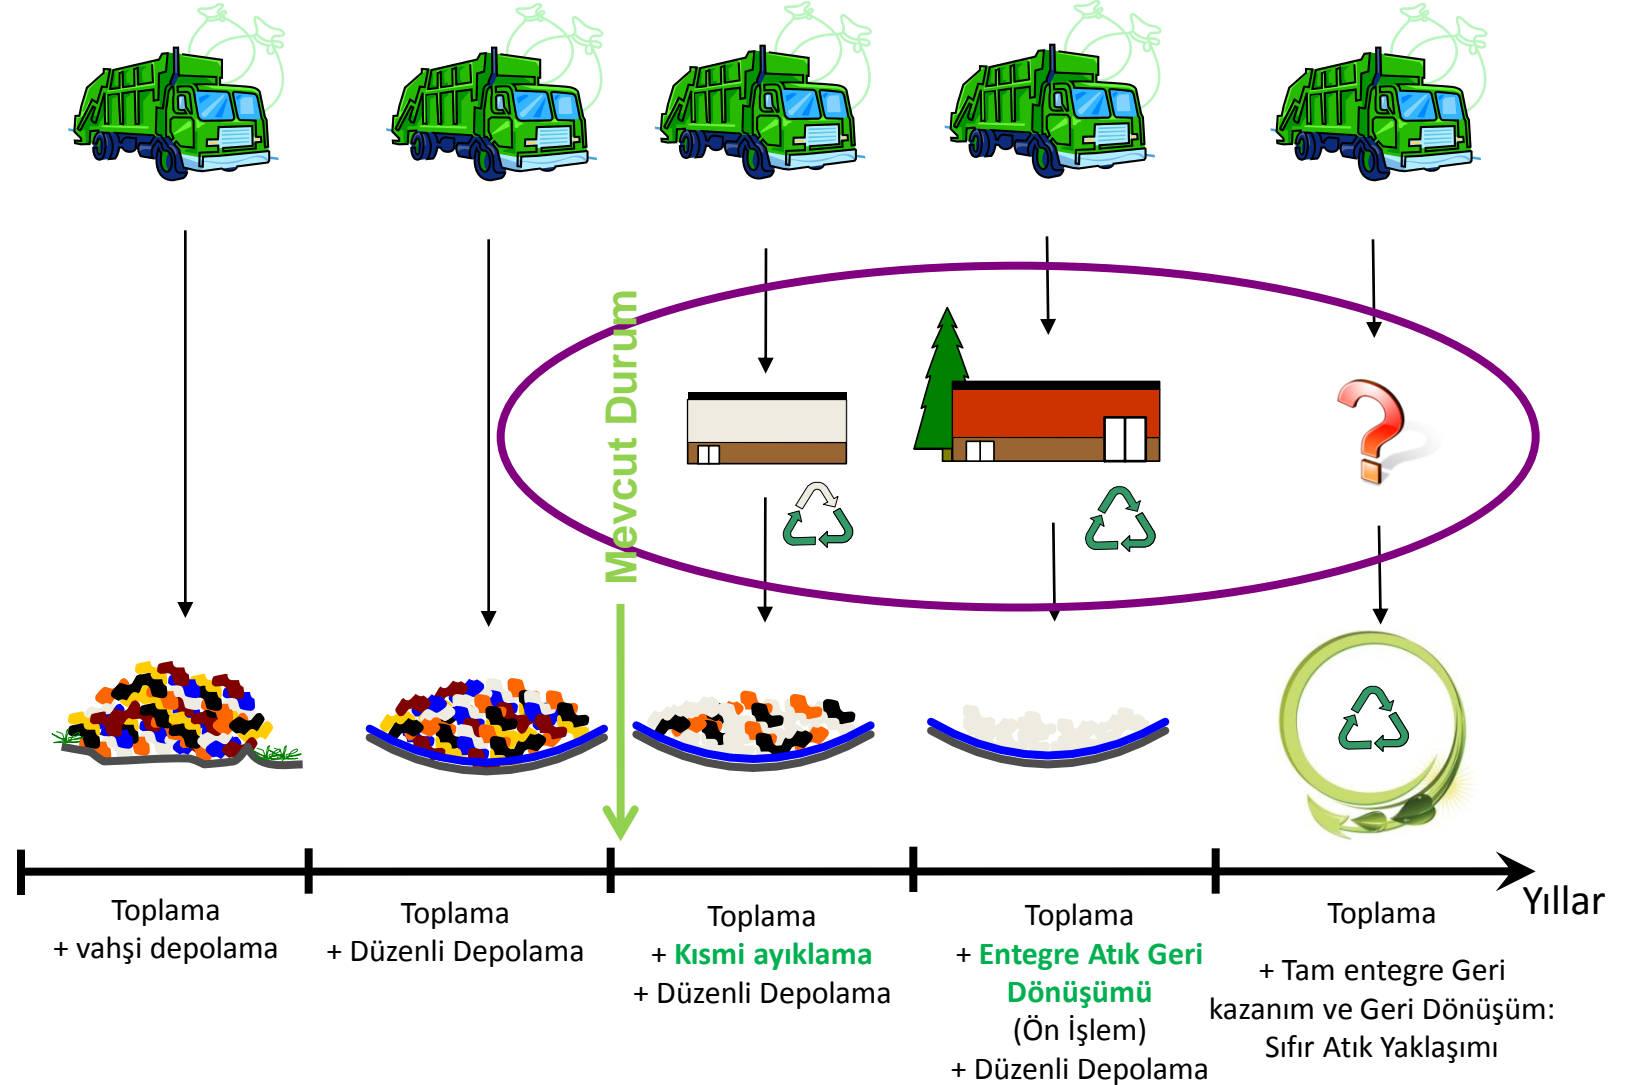 Mevcut Durum
Yıllar
Toplama
+ vahşi depolama
Toplama
+ Düzenli Depolama
Toplama
+ Kısmi ayıklama
+ Düzenli Depolama
Toplama
+ Entegre Atık Geri
Dönüşümü
(Ön İşlem)
+ Düzenli Depolama
Toplama
+ Tam entegre Geri
kazanım ve Geri Dönüşüm:
Sıfır Atık Yaklaşımı